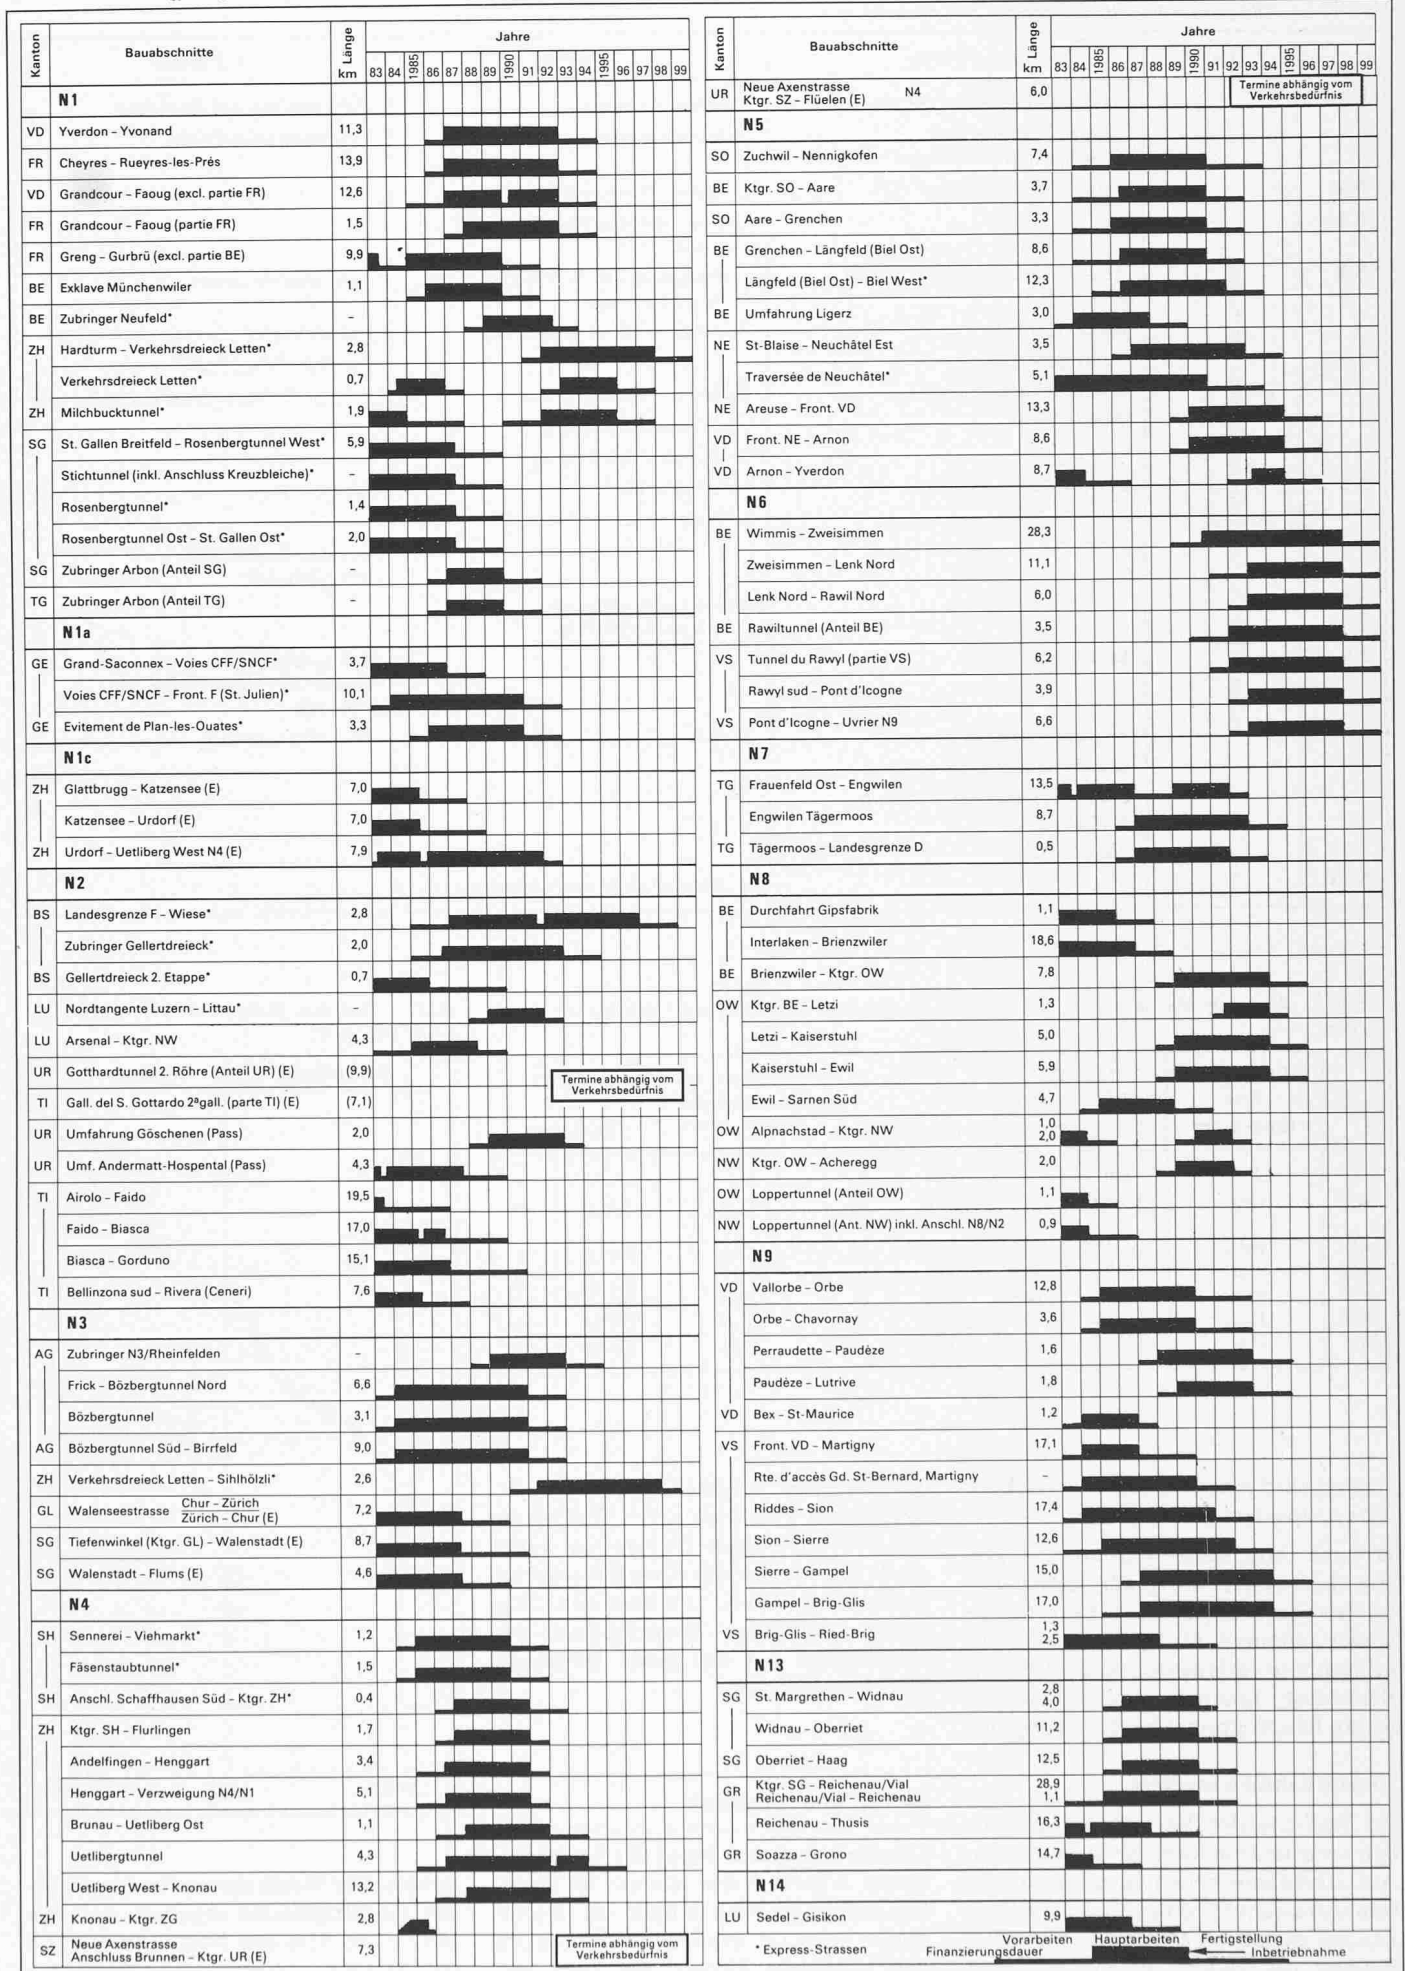 Kanton Bauabschnitte Länge km Jahre
83 84 1985 86 87 88 89 1990 91 92 93 94 1995 96 97 98 99
N1
VD Yverdon – Yvonand 11,3
FR Cheyres – Rueyres-les-Prés 13,9
VD Grandcour – Faoug (excl. partie FR) 12,6
FR Grandcour – Faoug (partie FR) 1,5
FR Greng – Gurbrü (excl. partie BE) 9,9
BE Exklave Münchenwiler 1,1
BE Zubringer Neufeld* –
ZH Hardturm – Verkehrsdreieck Letten* 2,8
Verkehrsdreieck Letten* 0,7
ZH Milchbucktunnel* 1,9
SG St. Gallen Breitfeld – Rosenbergtunnel West* 5,9
Stichtunnel (inkl. Anschluss Kreuzbleiche)* –
Rosenbergtunnel* 1,4
Rosenbergtunnel Ost – St. Gallen Ost* 2,0
SG Zubringer Arbon (Anteil SG) –
TG Zubringer Arbon (Anteil TG) –
N1a
GE Grand-Saconnex – Voies CFF/SNCF* 3,7
Voies CFF/SNCF – Front. F (St. Julien)* 10,1
GE Evitement de Plan-les-Ouates* 3,3
N1c
ZH Glattbrugg – Katzensee (E) 7,0
Katzensee – Urdorf (E) 7,0
ZH Urdorf – Uetliberg West N4 (E) 7,9
N2
BS Landesgrenze F – Wiese* 2,8
Zubringer Gellertdreieck* 2,0
BS Gellertdreieck 2. Etappe* 0,7
LU Nordtangente Luzern – Littau* –
LU Arsenal – Ktgr. NW 4,3
UR Gotthardtunnel 2. Röhre (Anteil UR) (E) (9,9)
Termine abhängig vom
Verkehrsbedürfnis
TI Gall. del S. Gottardo 2ªgall. (parte TI) (E) (7,1)
UR Umfahrung Göschenen (Pass) 2,0
UR Umf. Andermatt-Hospental (Pass) 4,3
TI Airolo – Faido 19,5
Faido – Biasca 17,0
Biasca – Gorduno 15,1
TI Bellinzona sud – Rivera (Ceneri) 7,6
N3
AG Zubringer N3/Rheinfelden –
Frick – Bözbergtunnel Nord 6,6
Bözbergtunnel 3,1
AG Bözbergtunnel Süd – Birrfeld 9,0
ZH Verkehrsdreieck Letten – Sihlhölzli* 2,6
GL Walenseestrasse Chur – Zürich 7,2
Zürich – Chur (E)
SG Tiefenwinkel (Ktgr. GL) – Walenstadt (E) 8,7
SG Walenstadt – Flums (E) 4,6
N4
SH Sennerei – Viehmarkt* 1,2
Fäsenstaubtunnel* 1,5
SH Anschl. Schaffhausen Süd – Ktgr. ZH* 0,4
ZH Ktgr. SH – Flurlingen 1,7
Andelfingen – Henggart 3,4
Henggart – Verzweigung N4/N1 5,1
Brunau – Uetliberg Ost 1,1
Uetlibergtunnel 4,3
Uetliberg West – Knonau 13,2
ZH Knonau – Ktgr. ZG 2,8
SZ Neue Axenstrasse
Anschluss Brunnen – Ktgr. UR (E) 7,3
Termine abhängig vom
Verkehrsbedürfnis
Kanton Bauabschnitte Länge km Jahre
83 84 1985 86 87 88 89 1990 91 92 93 94 1995 96 97 98 99
UR Neue Axenstrasse N4 6,0
Ktgr. SZ – Flüelen (E)
Termine abhängig vom
Verkehrsbedürfnis
N5
SO Zuchwil – Nennigkofen 7,4
BE Ktgr. SO – Aare 3,7
SO Aare – Grenchen 3,3
BE Grenchen – Längfeld (Biel Ost) 8,6
Längfeld (Biel Ost) – Biel West* 12,3
BE Umfahrung Ligerz 3,0
NE St-Blaise – Neuchâtel Est 3,5
Traversée de Neuchâtel* 5,1
NE Areuse – Front. VD 13,3
VD Front. NE – Arnon 8,6
VD Arnon – Yverdon 8,7
N6
BE Wimmis – Zweisimmen 28,3
Zweisimmen – Lenk Nord 11,1
Lenk Nord – Rawil Nord 6,0
BE Rawiltunnel (Anteil BE) 3,5
VS Tunnel du Rawyl (partie VS) 6,2
Rawyl sud – Pont d'Icogne 3,9
VS Pont d'Icogne – Uvrier N9 6,6
N7
TG Frauenfeld Ost – Engwilen 13,5
Engwilen Tägermoos 8,7
TG Tägermoos – Landesgrenze D 0,5
N8
BE Durchfahrt Gipsfabrik 1,1
Interlaken – Brienzwiler 18,6
BE Brienzwiler – Ktgr. OW 7,8
OW Ktgr. BE – Letzi 1,3
Letzi – Kaiserstuhl 5,0
Kaiserstuhl – Ewil 5,9
Ewil – Sarnen Süd 4,7
OW Alpnachstad – Ktgr. NW 1,0
2,0
NW Ktgr. OW – Acheregg 2,0
OW Loppertunnel (Anteil OW) 1,1
NW Loppertunnel (Ant. NW) inkl. Anschl. N8/N2 0,9
N9
VD Vallorbe – Orbe 12,8
Orbe – Chavornay 3,6
Perraudette – Paudèze 1,6
Paudèze – Lutrive 1,8
VD Bex – St-Maurice 1,2
VS Front. VD – Martigny 17,1
Rte. d'accès Gd. St-Bernard, Martigny –
Riddes – Sion 17,4
Sion – Sierre 12,6
Sierre – Gampel 15,0
Gampel – Brig-Glis 17,0
VS Brig-Glis – Ried-Brig 1,3
2,5
N13
SG St. Margrethen – Widnau 2,8
4,0
Widnau – Oberriet 11,2
SG Oberriet – Haag 12,5
GR Ktgr. SG – Reichenau/Vial 28,9
Reichenau/Vial – Reichenau 1,1
Reichenau – Thusis 16,3
GR Soazza – Grono 14,7
N14
LU Sedel – Gisikon 9,9
* Express-Strassen
Vorarbeiten Hauptarbeiten Fertigstellung
Finanzierungsdauer Inbetriebnahme